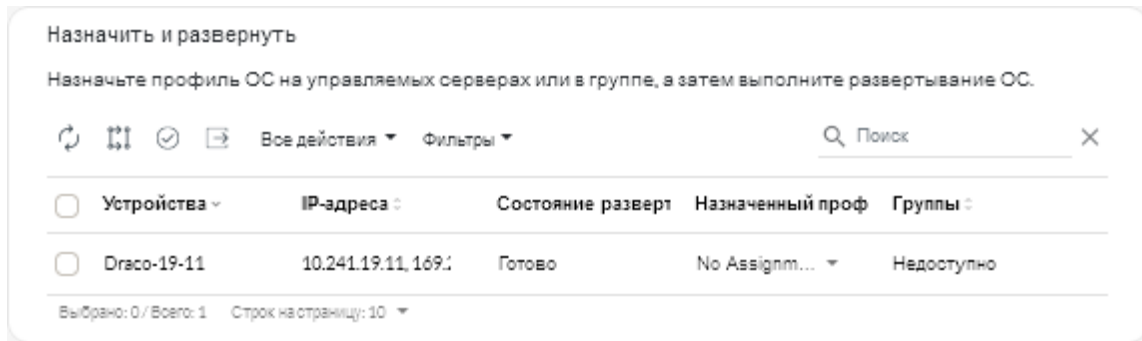 Назначить и развернуть
Назначьте профиль ОС на управляемых серверах или в группе, а затем выполните развертывание ОС.
Все действия Фильтры Поиск
Устройства IP-адреса Состояние разверт Назначенный проф Группы
Draco-19-11 10.241.19.11, 169.2 Готово No Assignm... Недоступно
Выбрано: 0 / Всего: 1 Строк на страницу: 10